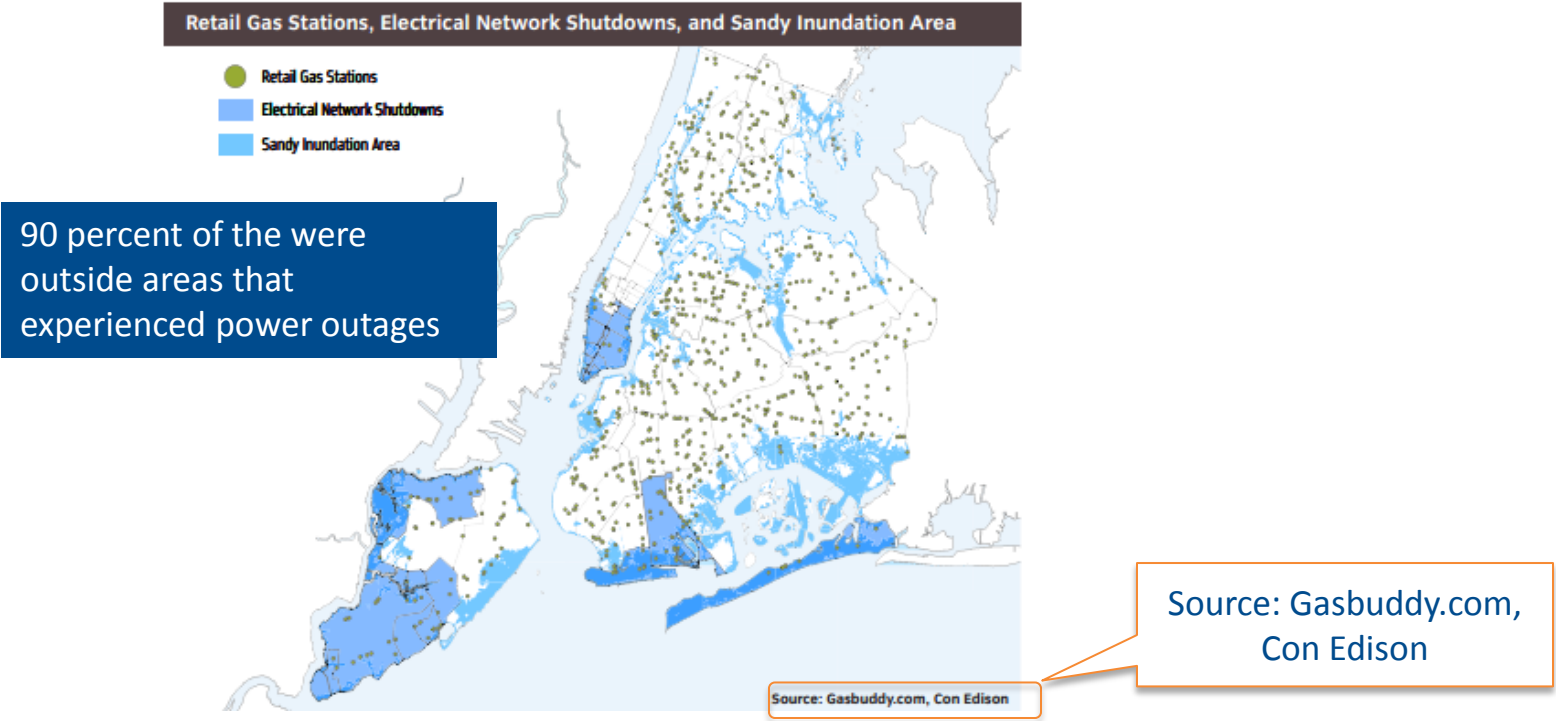 Retail Gas Stations, Electrical Network Shutdowns, and Sandy Inundation Area
Retail Gas Stations
Electrical Network Shutdowns
Sandy Inundation Area
90 percent of the were
outside areas that
experienced power outages
Source: Gasbuddy.com,
Con Edison
Source: Gasbuddy.com, Con Edison